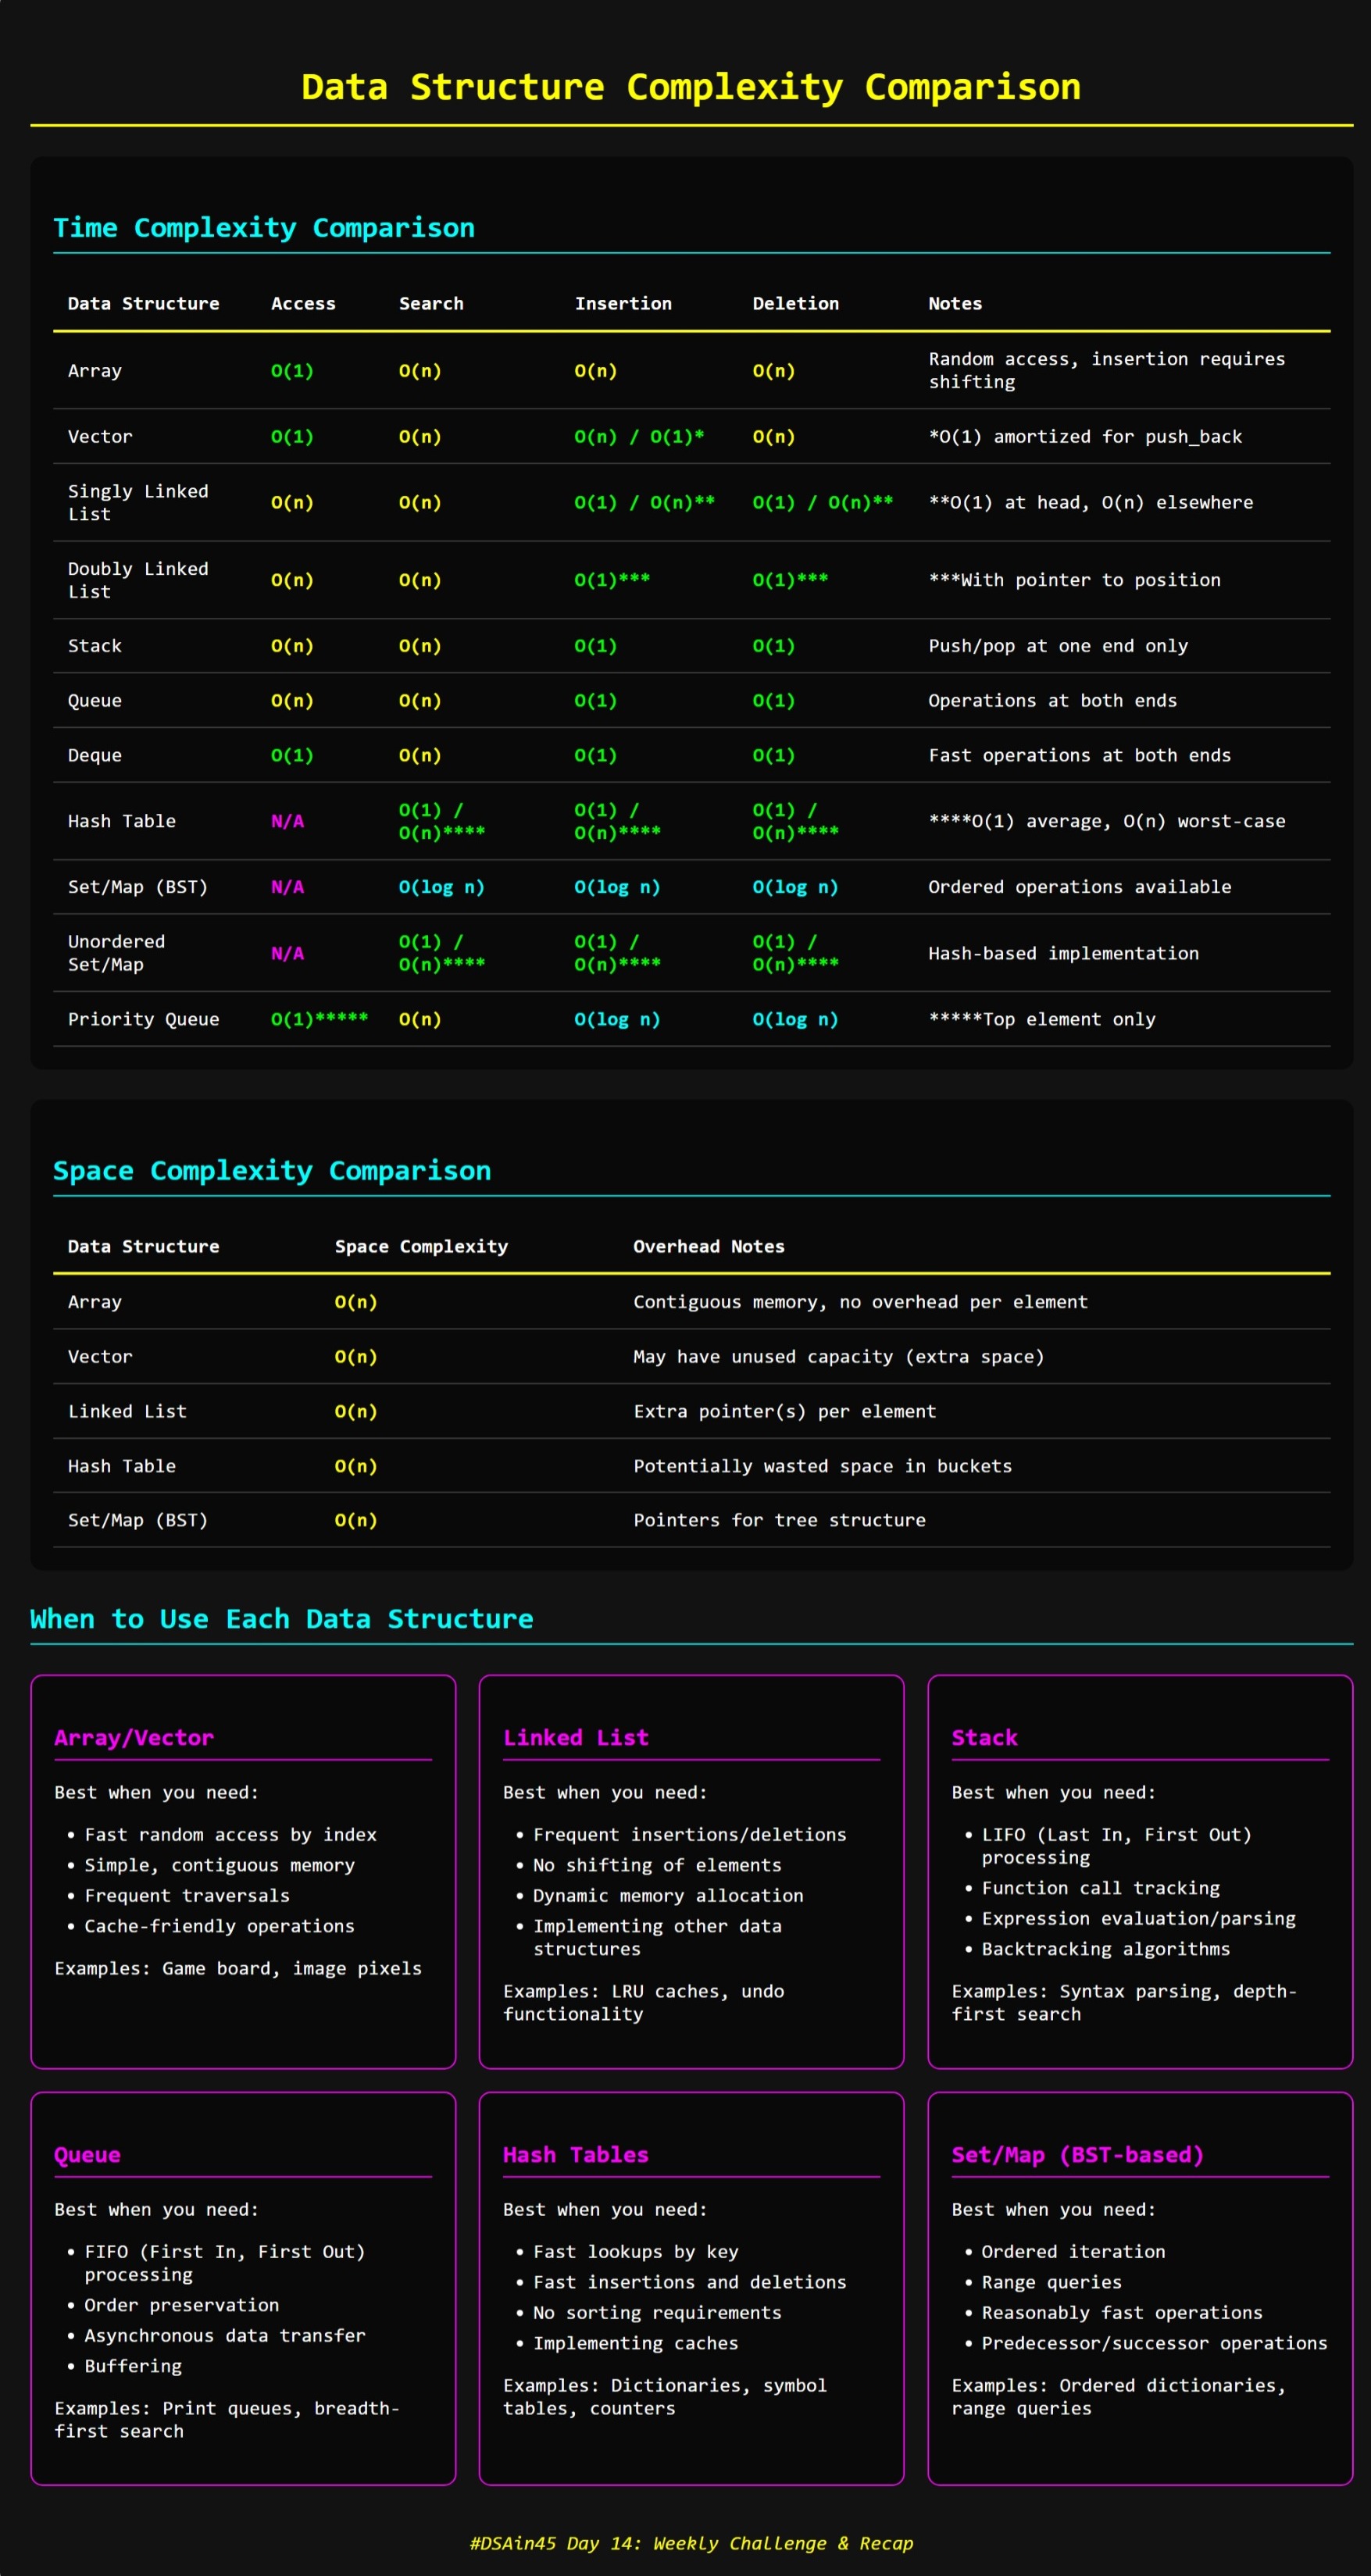 Data Structure Complexity Comparison
Time Complexity Comparison
Data Structure Access Search Insertion Deletion Notes
Array O(1) O(n) O(n) O(n) Random access, insertion requires
shifting
Vector O(1) O(n) O(n) / O(1)* O(n) *O(1) amortized for push_back
Singly Linked
List O(n) O(n) O(1) / O(n)** O(1) / O(n)** **O(1) at head, O(n) elsewhere
Doubly Linked
List O(n) O(n) O(1)*** O(1)*** ***With pointer to position
Stack O(n) O(n) O(1) O(1) Push/pop at one end only
Queue O(n) O(n) O(1) O(1) Operations at both ends
Deque O(1) O(n) O(1) O(1) Fast operations at both ends
Hash Table N/A O(1) / O(1) / O(1) / ****O(1) average, O(n) worst-case
O(n)**** O(n)**** O(n)****
Set/Map (BST) N/A O(log n) O(log n) O(log n) Ordered operations available
Unordered N/A O(1) / O(1) / O(1) / Hash-based implementation
Set/Map O(n)**** O(n)**** O(n)****
Priority Queue O(1)***** O(n) O(log n) O(log n) *****Top element only
Space Complexity Comparison
Data Structure Space Complexity Overhead Notes
Array O(n) Contiguous memory, no overhead per element
Vector O(n) May have unused capacity (extra space)
Linked List O(n) Extra pointer(s) per element
Hash Table O(n) Potentially wasted space in buckets
Set/Map (BST) O(n) Pointers for tree structure
When to Use Each Data Structure
Array/Vector
Best when you need:
• Fast random access by index
• Simple, contiguous memory
• Frequent traversals
• Cache-friendly operations
Examples: Game board, image pixels
Linked List
Best when you need:
• Frequent insertions/deletions
• No shifting of elements
• Dynamic memory allocation
• Implementing other data
structures
Examples: LRU caches, undo
functionality
Stack
Best when you need:
• LIFO (Last In, First Out)
processing
• Function call tracking
• Expression evaluation/parsing
• Backtracking algorithms
Examples: Syntax parsing, depth-
first search
Queue
Best when you need:
• FIFO (First In, First Out)
processing
• Order preservation
• Asynchronous data transfer
• Buffering
Examples: Print queues, breadth-
first search
Hash Tables
Best when you need:
• Fast lookups by key
• Fast insertions and deletions
• No sorting requirements
• Implementing caches
Examples: Dictionaries, symbol
tables, counters
Set/Map (BST-based)
Best when you need:
• Ordered iteration
• Range queries
• Reasonably fast operations
• Predecessor/successor operations
Examples: Ordered dictionaries,
range queries
#DSAin45 Day 14: Weekly Challenge & Recap